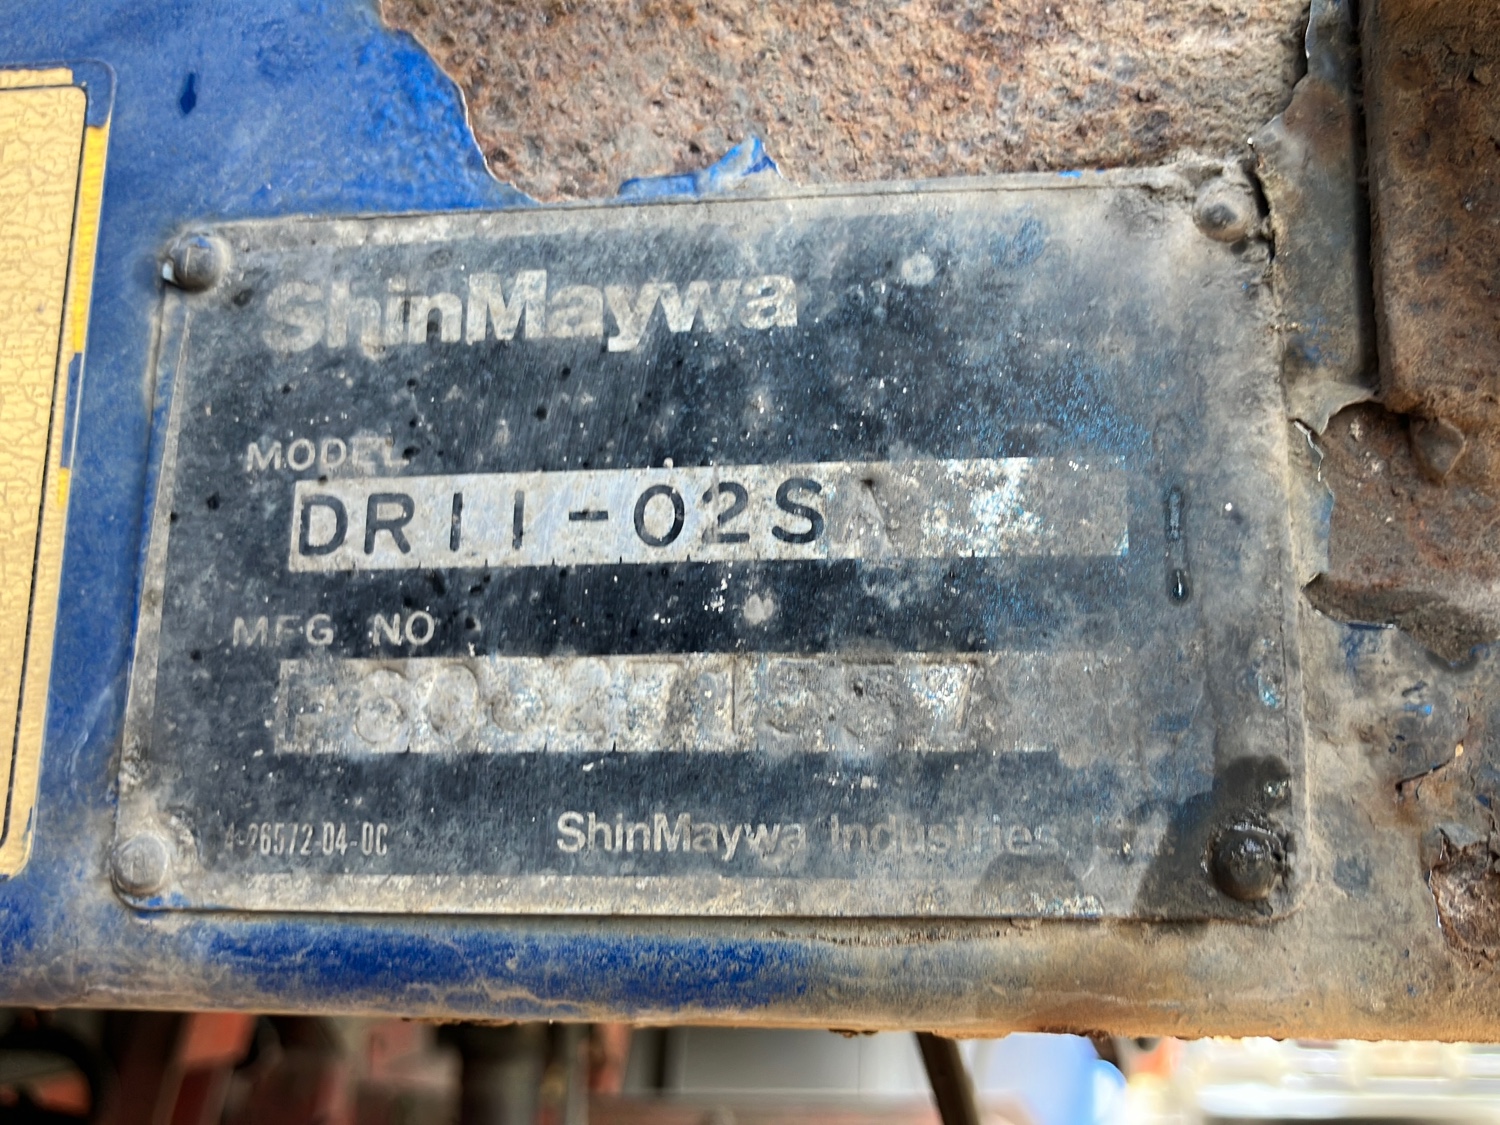 ShinMaywa
MODEL
DR11-02S
MFG NO
4-26572-04-0C
ShinMaywa Industries